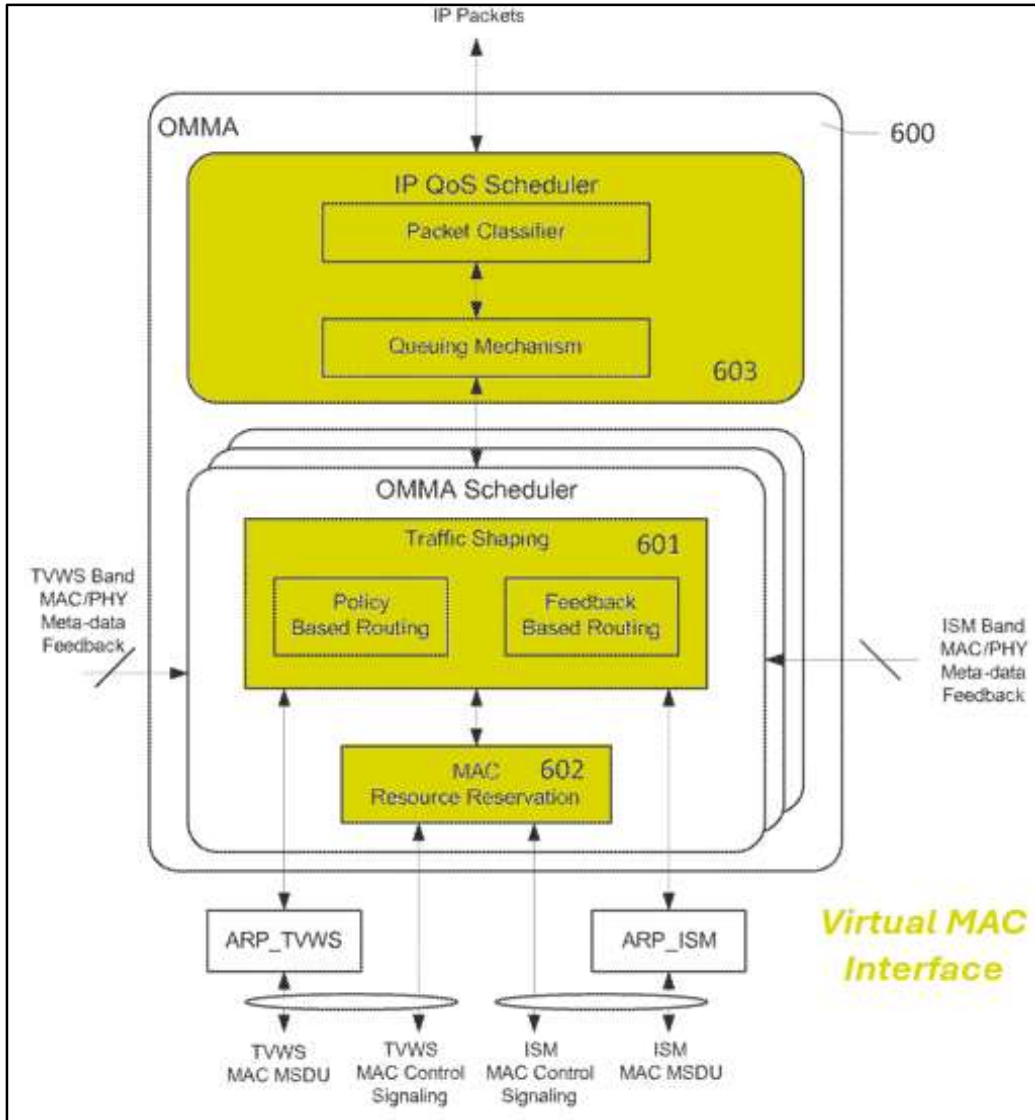 IP Packets
OMMA
600
IP QoS Scheduler
Packet Classifier
Queuing Mechanism
603
OMMA Scheduler
Traffic Shaping
601
Policy
Based Routing
Feedback
Based Routing
TVWS Band
MAC/PHY
Meta-data
Feedback
ISM Band
MAC/PHY
Meta-data
Feedback
MAC
602
Resource Reservation
ARP_TVWS
ARP_ISM
Virtual MAC
Interface
TVWS
MAC MSDU
TVWS
MAC Control
Signaling
ISM
MAC Control
Signaling
ISM
MAC MSDU